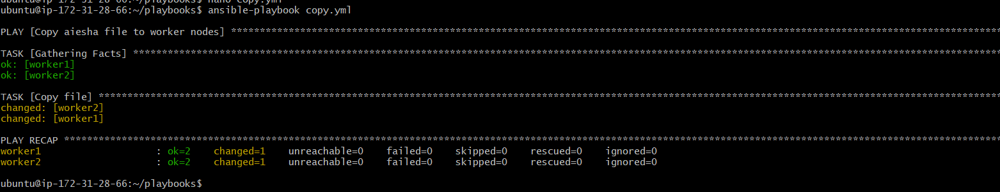 ubuntu@ip-172-31-28-66:~/playbooks$ nano copy.yml
ubuntu@ip-172-31-28-66:~/playbooks$ ansible-playbook copy.yml
PLAY [Copy aiesha file to worker nodes] ****************************************************************************************************************************************
TASK [Gathering Facts] *********************************************************************************************************************************************************
ok: [worker1]
ok: [worker2]
TASK [Copy file] ***************************************************************************************************************************************************************
changed: [worker2]
changed: [worker1]
PLAY RECAP *********************************************************************************************************************************************************************
worker1                    : ok=2    changed=1    unreachable=0    failed=0    skipped=0    rescued=0    ignored=0
worker2                    : ok=2    changed=1    unreachable=0    failed=0    skipped=0    rescued=0    ignored=0
ubuntu@ip-172-31-28-66:~/playbooks$